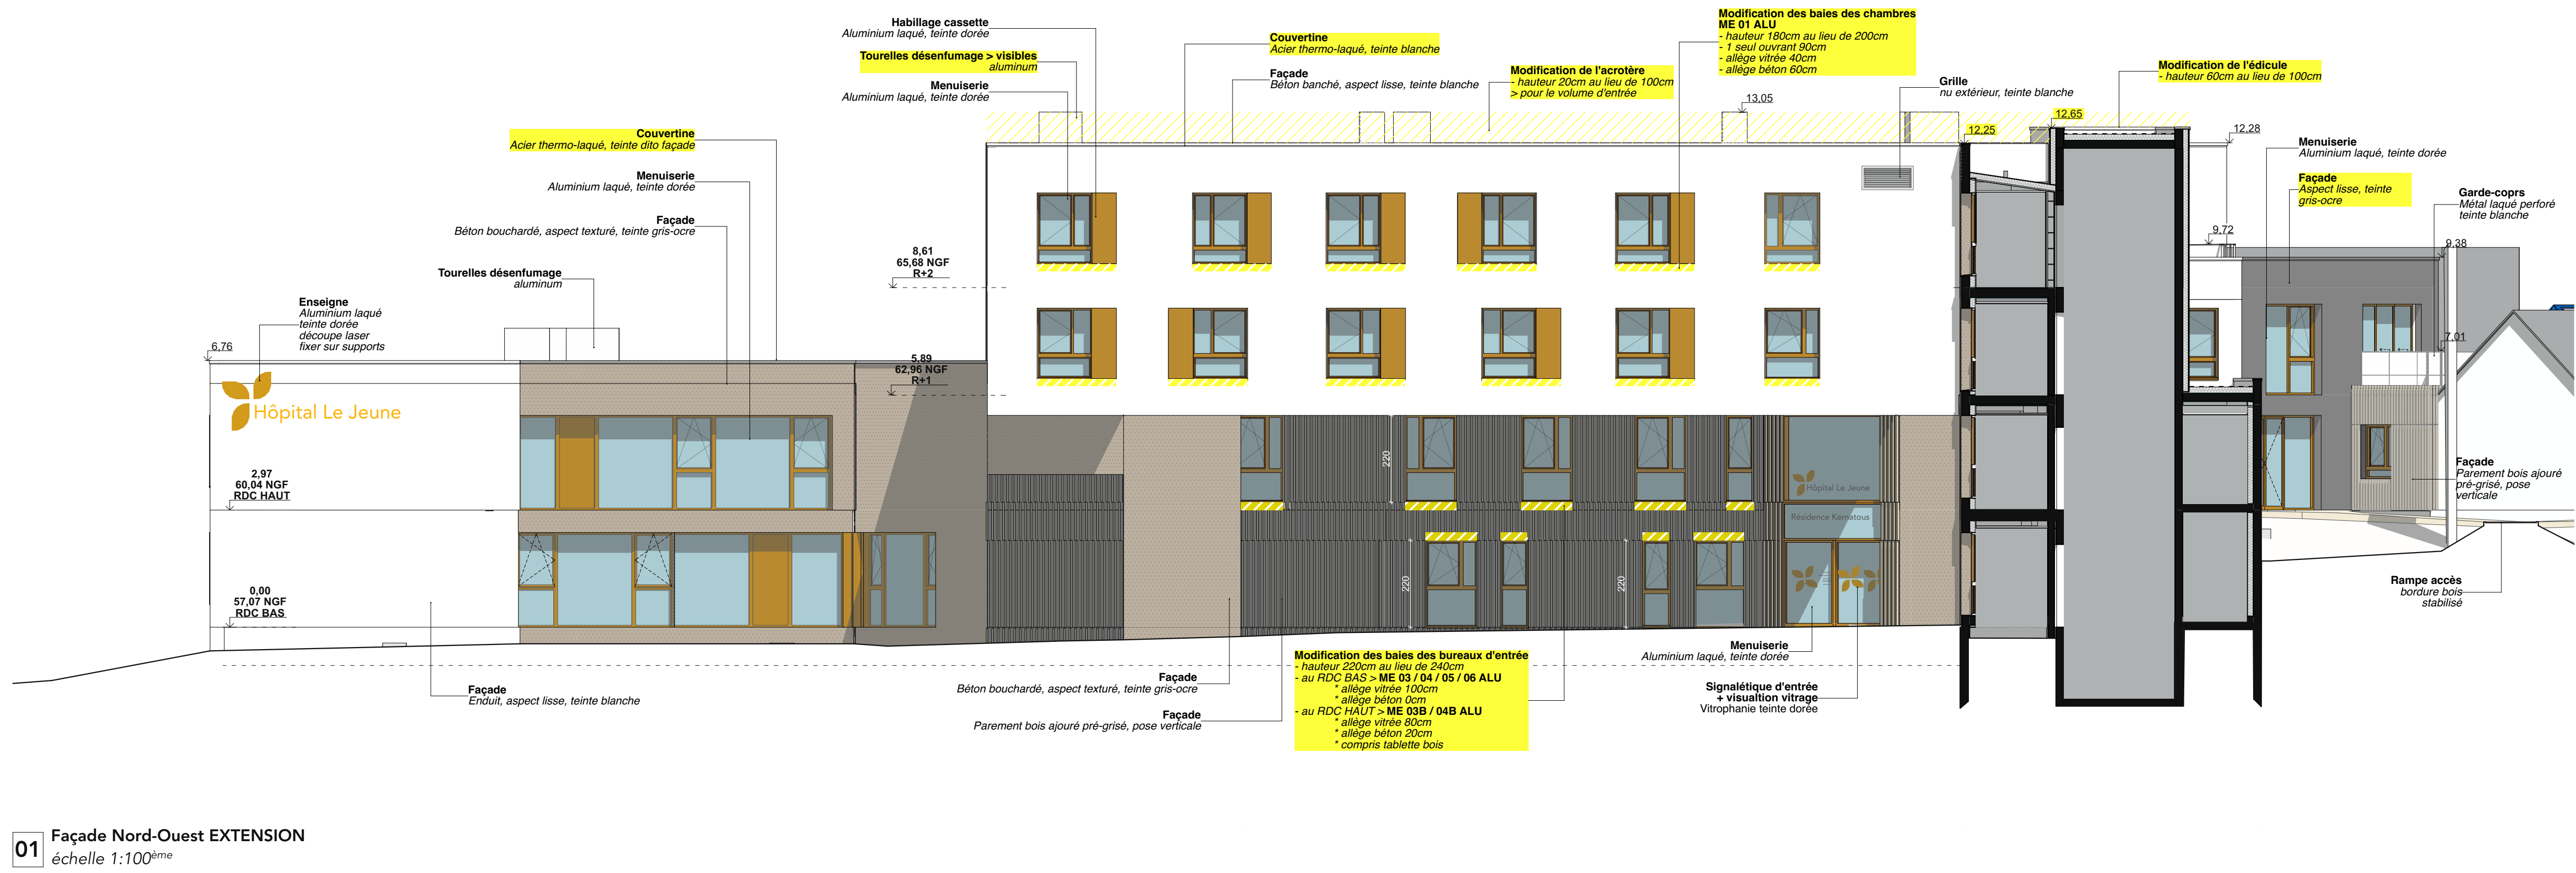 Habillage cassette
Aluminium laqué, teinte dorée
Tourelles désenfumage > visibles
aluminum
Menuiserie
Aluminium laqué, teinte dorée
Couvertine
Acier thermo-laqué, teinte dito façade
Menuiserie
Aluminium laqué, teinte dorée
Façade
Béton bouchardé, aspect texturé, teinte gris-ocre
Tourelles désenfumage
aluminum
Enseigne
Aluminium laqué
teinte dorée
découpe laser
fixer sur supports
6,76
Hôpital Le Jeune
2,97
60,04 NGF
RDC HAUT
0,00
57,07 NGF
RDC BAS
Façade
Enduit, aspect lisse, teinte blanche
8,61
65,68 NGF
R+2
5,89
62,96 NGF
R+1
Couvertine
Acier thermo-laqué, teinte blanche
Façade
Béton banché, aspect lisse, teinte blanche
Modification de l'acrotère
- hauteur 20cm au lieu de 100cm
> pour le volume d'entrée
Modification des baies des chambres
ME 01 ALU
- hauteur 180cm au lieu de 200cm
- 1 seul ouvrant 90cm
- allège vitrée 40cm
- allège béton 60cm
13,05
Grille
nu extérieur, teinte blanche
Modification de l'édicule
- hauteur 60cm au lieu de 100cm
12,25
12,65
12,28
Menuiserie
Aluminium laqué, teinte dorée
Façade
Aspect lisse, teinte
gris-ocre
Garde-coprs
Métal laqué perforé
teinte blanche
9,72
9,38
7,01
Façade
Parement bois ajouré
pré-grisé, pose
verticale
Rampe accès
bordure bois
stabilisé
220
220
220
Hôpital Le Jeune
Résidence Kernatous
Façade
Béton bouchardé, aspect texturé, teinte gris-ocre
Façade
Parement bois ajouré pré-grisé, pose verticale
Modification des baies des bureaux d'entrée
- hauteur 220cm au lieu de 240cm
- au RDC BAS > ME 03 / 04 / 05 / 06 ALU
* allège vitrée 100cm
* allège béton 0cm
- au RDC HAUT > ME 03B / 04B ALU
* allège vitrée 80cm
* allège béton 20cm
* compris tablette bois
Menuiserie
Aluminium laqué, teinte dorée
Signalétique d'entrée
+ visualtion vitrage
Vitrophanie teinte dorée
01
Façade Nord-Ouest EXTENSION
échelle 1:100ème